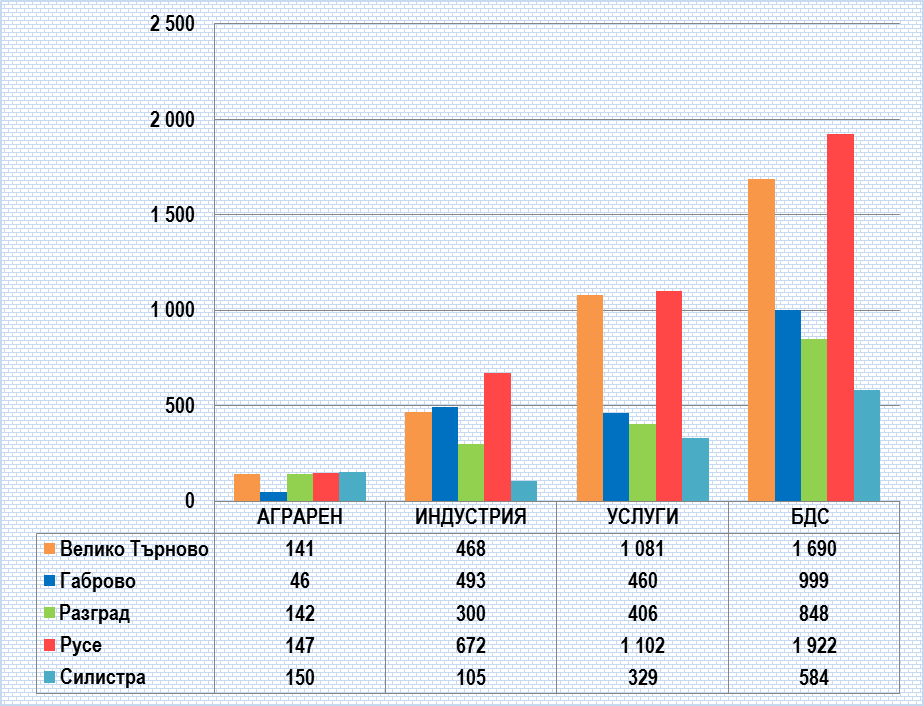 2 500
2 000
1 500
1 000
500
0
АГРАРЕН ИНДУСТРИЯ УСЛУГИ БДС
Велико Търново 141 468 1 081 1 690
Габрово 46 493 460 999
Разград 142 300 406 848
Русе 147 672 1 102 1 922
Силистра 150 105 329 584